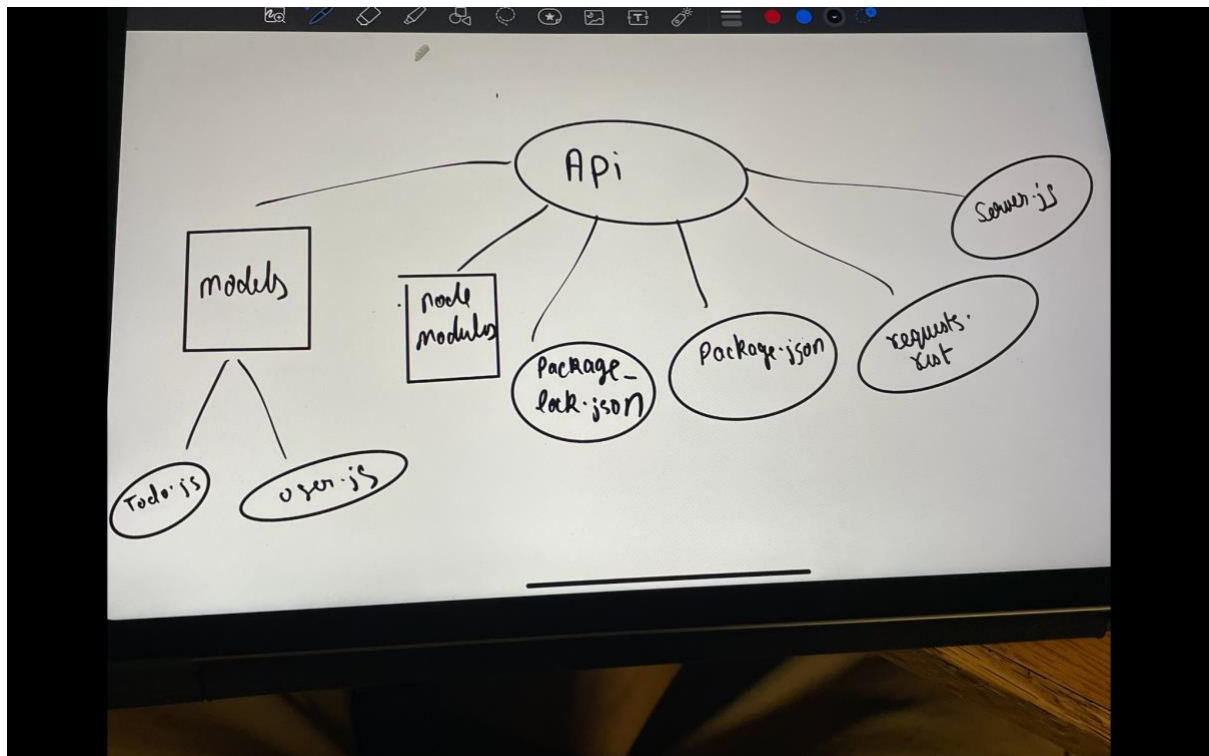 Api
Server.js
models
node
modules
Package_
lock.json
Package.json
requests.
rest
Todo.js
user.js